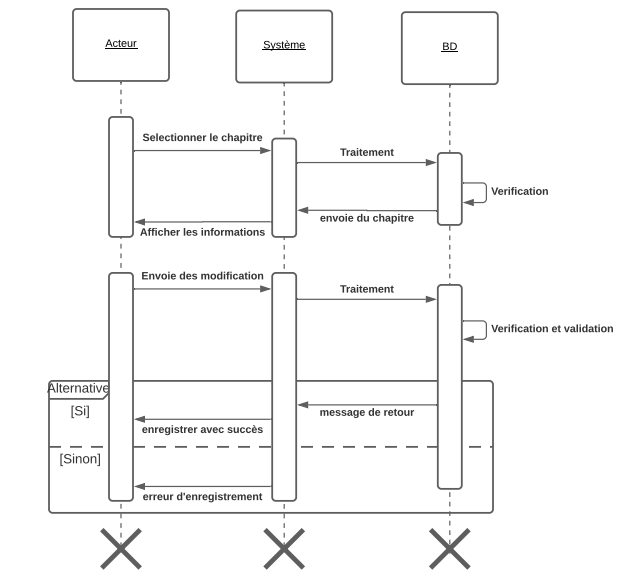 Acteur
Système
BD
Selectionner le chapitre
Traitement
Verification
envoie du chapitre
Afficher les informations
Envoie des modification
Traitement
Verification et validation
Alternative
[Si]
message de retour
enregistrer avec succès
[Sinon]
erreur d'enregistrement